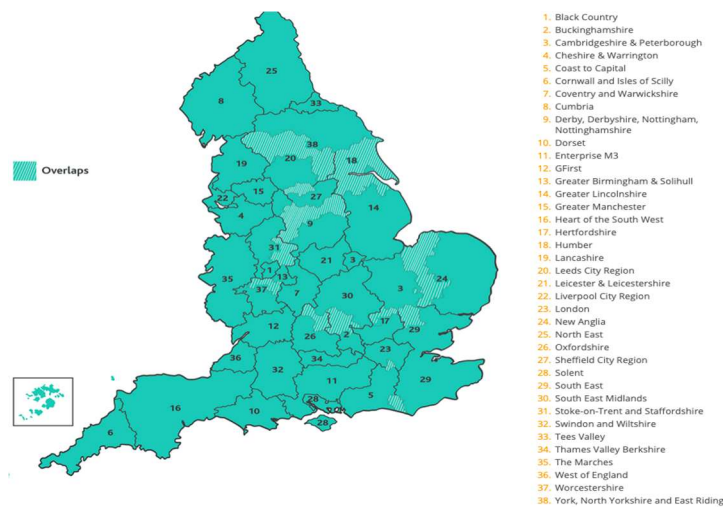 25
8
33
38
19
20
18
22
15
27
4
9
14
31
21
3
24
1
13
35
37
7
30
3
12
17
29
26
2
23
36
34
32
11
29
5
16
10
28
28
6
Overlaps
1. Black Country
2. Buckinghamshire
3. Cambridgeshire & Peterborough
4. Cheshire & Warrington
5. Coast to Capital
6. Cornwall and Isles of Scilly
7. Coventry and Warwickshire
8. Cumbria
9. Derby, Derbyshire, Nottingham,
Nottinghamshire
10. Dorset
11. Enterprise M3
12. GFirst
13. Greater Birmingham & Solihull
14. Greater Lincolnshire
15. Greater Manchester
16. Heart of the South West
17. Hertfordshire
18. Humber
19. Lancashire
20. Leeds City Region
21. Leicester & Leicestershire
22. Liverpool City Region
23. London
24. New Anglia
25. North East
26. Oxfordshire
27. Sheffield City Region
28. Solent
29. South East
30. South East Midlands
31. Stoke-on-Trent and Staffordshire
32. Swindon and Wiltshire
33. Tees Valley
34. Thames Valley Berkshire
35. The Marches
36. West of England
37. Worcestershire
38. York, North Yorkshire and East Riding